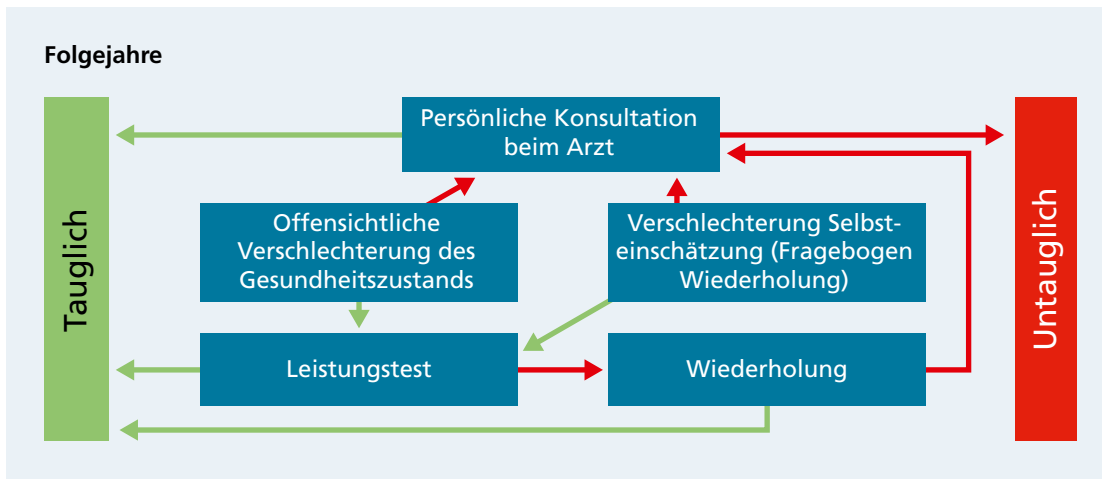 Folgejahre
Tauglich
Persönliche Konsultation
beim Arzt
Offensichtliche
Verschlechterung des
Gesundheitszustands
Verschlechterung Selbst-
einschätzung (Fragebogen
Wiederholung)
Leistungstest
Wiederholung
Untauglich